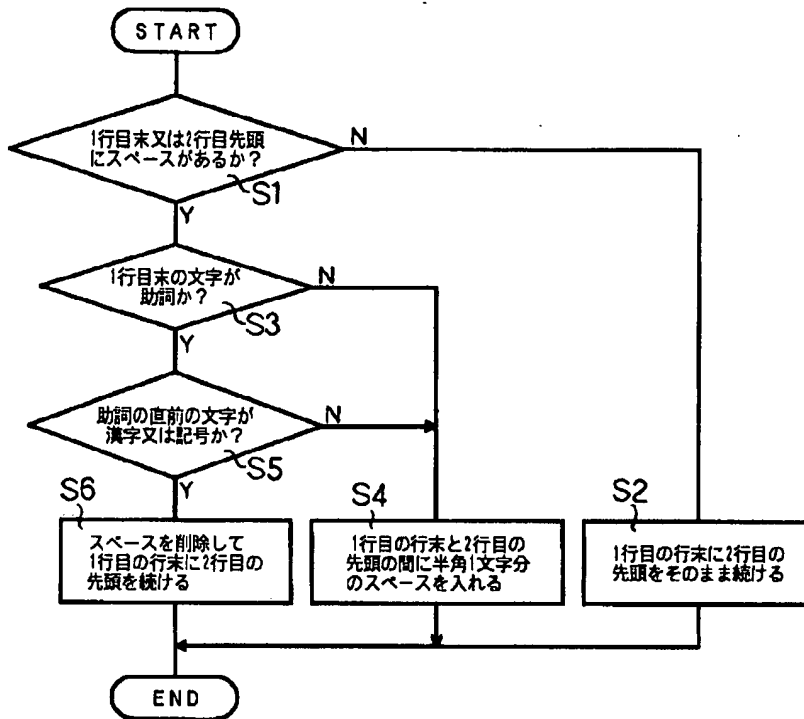 START
1行目末又は2行目先頭
にスペースがあるか?
N
S1
Y
1行目末の文字が
助詞か?
N
S3
Y
助詞の直前の文字が
漢字又は記号か?
N
S5
Y
S6
スペースを削除して
1行目の行末に2行目の
先頭を続ける
S4
1行目の行末と2行目の
先頭の間に半角1文字分
のスペースを入れる
S2
1行目の行末に2行目の
先頭をそのまま続ける
END